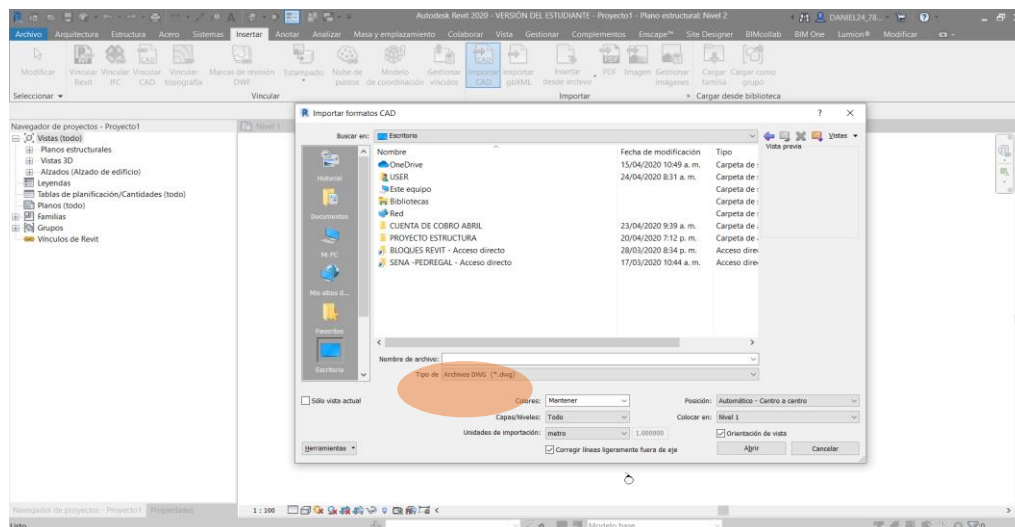 Autodesk Revit 2020 - VERSIÓN DEL ESTUDIANTE - Proyecto1 - Plano estructural: Nivel 2
DANIEL24_78...
Archivo Arquitectura Estructura Acero Sistemas Insertar Anotar Analizar Masa y emplazamiento Colaborar Vista Gestionar Complementos Enscape™ Site Designer BIMcollab BIM One Lumion® Modificar
Modificar Vincular Revit Vincular IFC Vincular CAD Vincular topografía Marcas de revisión DWF Estampado Nube de puntos Modelo de coordinación Gestionar vínculos Importar CAD Importar gbXML Insertar desde archivo PDF Imagen Gestionar imágenes Cargar familia Cargar como grupo
Seleccionar Vincular Importar Cargar desde biblioteca
Navegador de proyectos - Proyecto1
Nivel 1
Vistas (todo)
Planos estructurales
Vistas 3D
Alzados (Alzado de edificio)
Leyendas
Tablas de planificación/Cantidades (todo)
Planos (todo)
Familias
Grupos
Vínculos de Revit
Importar formatos CAD
Buscar en: Escritorio
Vistas
Vista previa
Historial
Documentos
Mi PC
Mis sitios d...
Favoritos
Escritorio
Nombre Fecha de modificación Tipo
OneDrive 15/04/2020 10:49 a. m. Carpeta de
USER 24/04/2020 8:31 a. m. Carpeta de
Este equipo Carpeta de
Bibliotecas Carpeta de
Red Carpeta de
CUENTA DE COBRO ABRIL 23/04/2020 9:39 a. m. Carpeta de
PROYECTO ESTRUCTURA 20/04/2020 7:12 p. m. Carpeta de
BLOQUES REVIT - Acceso directo 28/03/2020 8:34 p. m. Acceso dire
SENA -PEDREGAL - Acceso directo 17/03/2020 10:44 a. m. Acceso dire
Nombre de archivo:
Tipo de Archivos DWG (*.dwg)
Sólo vista actual
Colores: Mantener Posición: Automático - Centro a centro
Capas/Niveles: Todo Colocar en: Nivel 1
Unidades de importación: metro 1.000000 Orientación de vista
Corregir líneas ligeramente fuera de eje
Herramientas Abrir Cancelar
Navegador de proyectos - Proyecto1 Propiedades
1 : 100
Listo
Modelo base